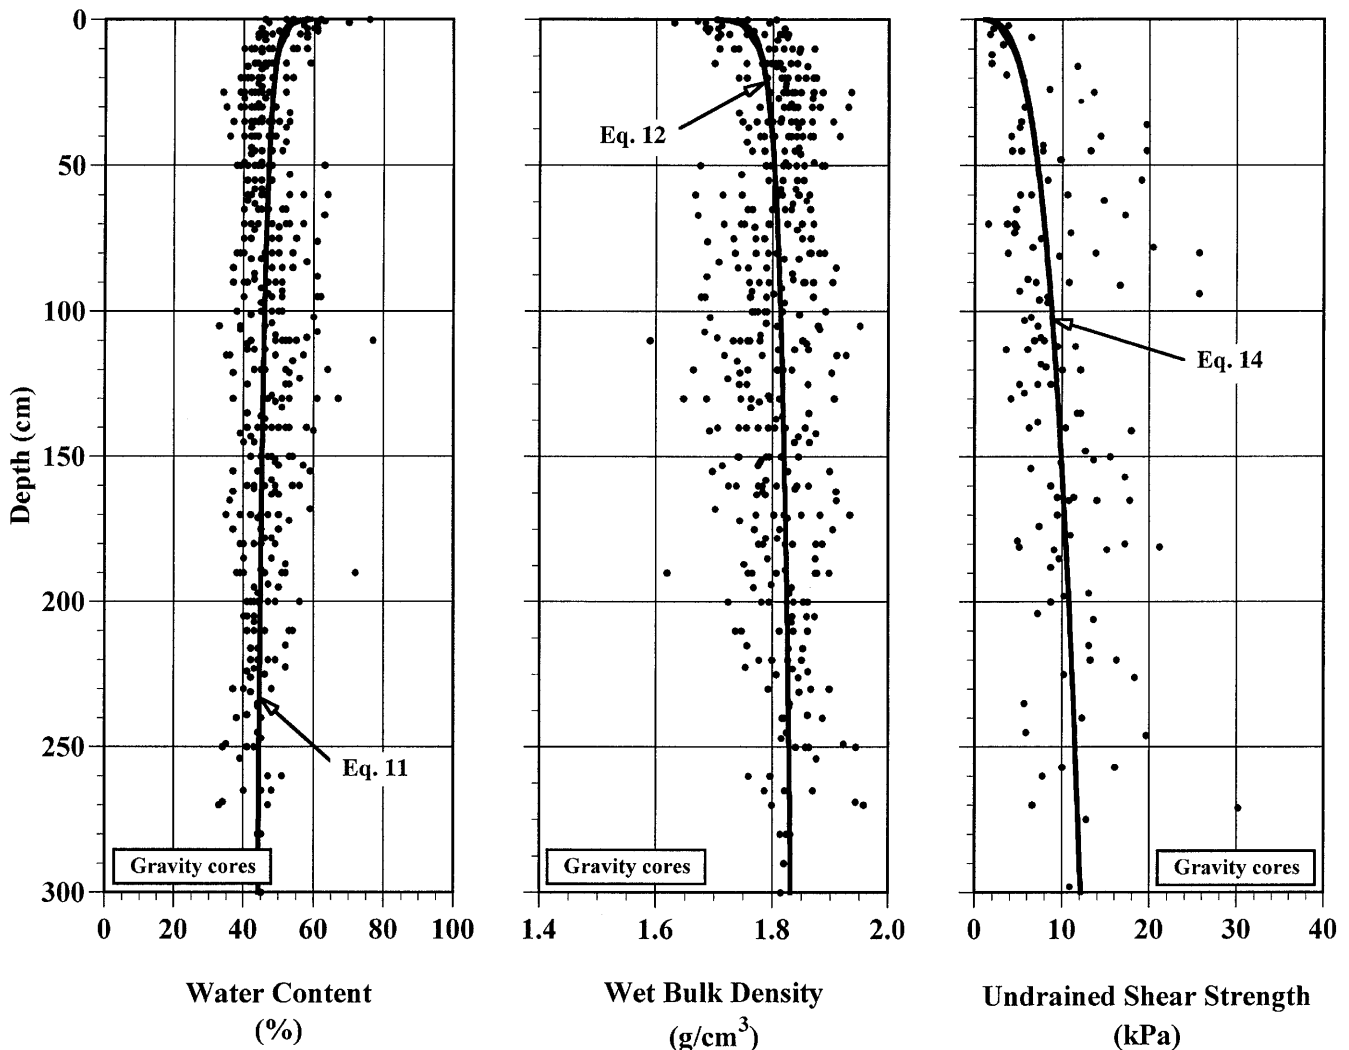 0
50
100
150
200
250
300
Depth (cm)
Eq. 11
Gravity cores
0 20 40 60 80 100
Water Content
(%)
Eq. 12
Gravity cores
1.4 1.6 1.8 2.0
Wet Bulk Density
(g/cm³)
Eq. 14
Gravity cores
0 10 20 30 40
Undrained Shear Strength
(kPa)